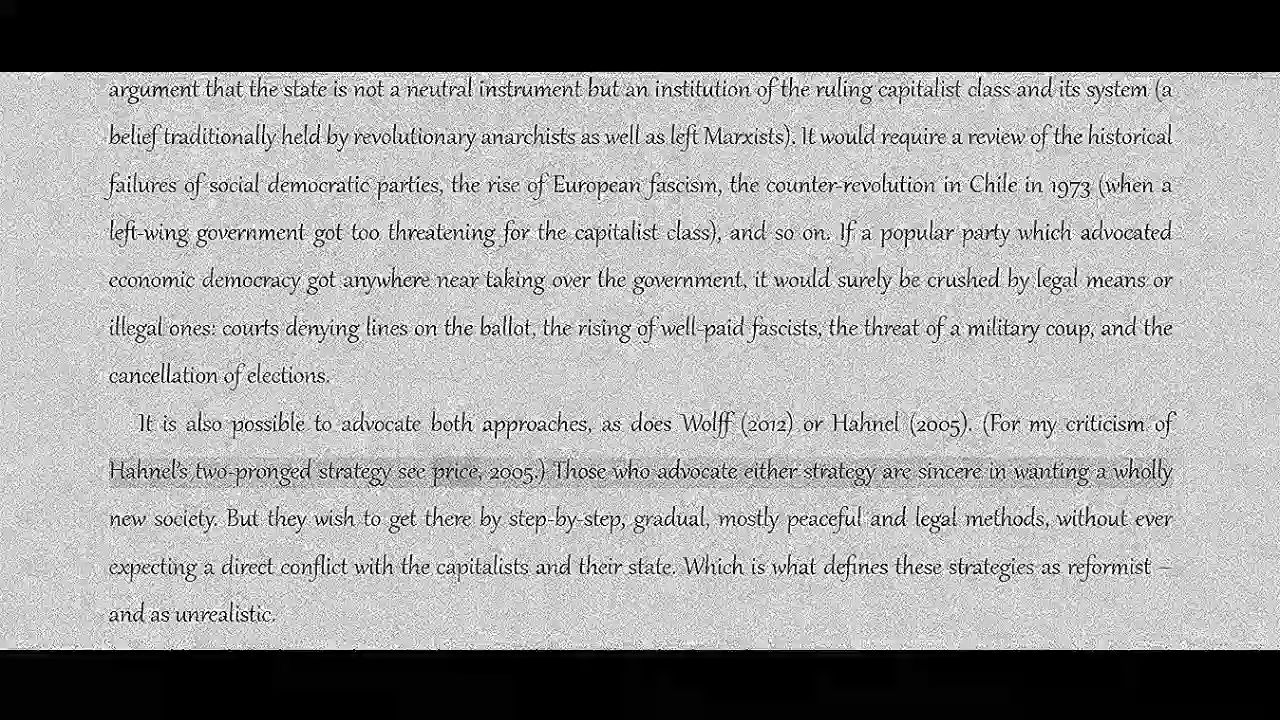 argument that the state is not a neutral instrument but an institution of the ruling capitalist class and its system (a
belief traditionally held by revolutionary anarchists as well as left Marxists). It would require a review of the historical
failures of social democratic parties, the rise of European fascism, the counter-revolution in Chile in 1973 (when a
left-wing government got too threatening for the capitalist class), and so on. If a popular party which advocated
economic democracy got anywhere near taking over the government, it would surely be crushed by legal means or
illegal ones: courts denying lines on the ballot, the rising of well-paid fascists, the threat of a military coup, and the
cancellation of elections.
It is also possible to advocate both approaches, as does Wolff (2012) or Hahnel (2005). (For my criticism of
Hahnel's two-pronged strategy see price, 2005.) Those who advocate either strategy are sincere in wanting a wholly
new society. But they wish to get there by step-by-step, gradual, mostly peaceful and legal methods, without ever
expecting a direct conflict with the capitalists and their state. Which is what defines these strategies as reformist –
and as unrealistic.